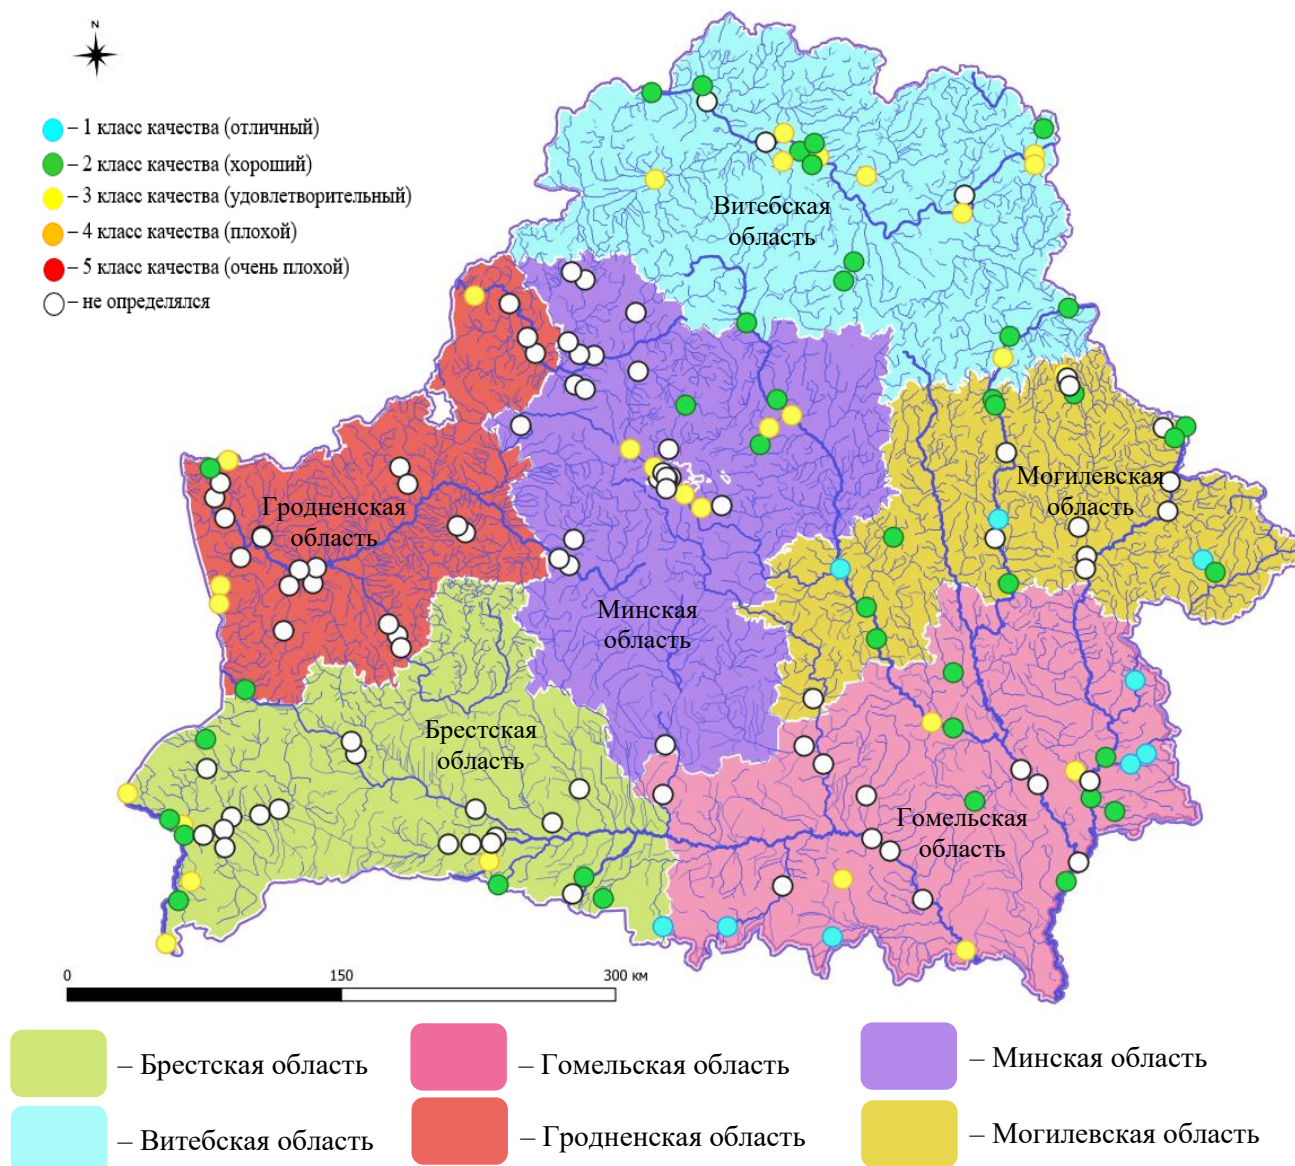 N
– 1 класс качества (отличный)
– 2 класс качества (хороший)
– 3 класс качества (удовлетворительный)
– 4 класс качества (плохой)
– 5 класс качества (очень плохой)
– не определялся
Витебская
область
Могилевская
область
Гродненская
область
Минская
область
Брестская
область
Гомельская
область
0 150 300 км
– Брестская область
– Гомельская область
– Минская область
– Витебская область
– Гродненская область
– Могилевская область